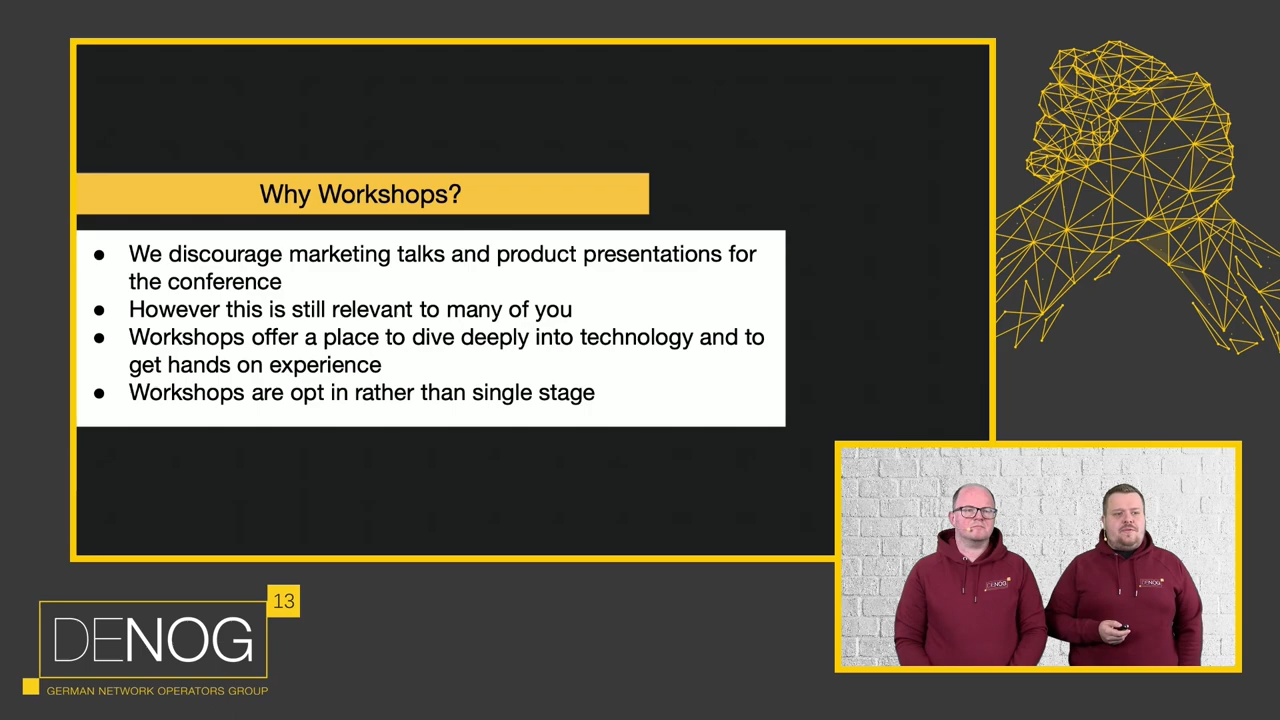 Why Workshops?
● We discourage marketing talks and product presentations for
the conference
● However this is still relevant to many of you
● Workshops offer a place to dive deeply into technology and to
get hands on experience
● Workshops are opt in rather than single stage
DENOG
DENOG
13
DENOG
GERMAN NETWORK OPERATORS GROUP